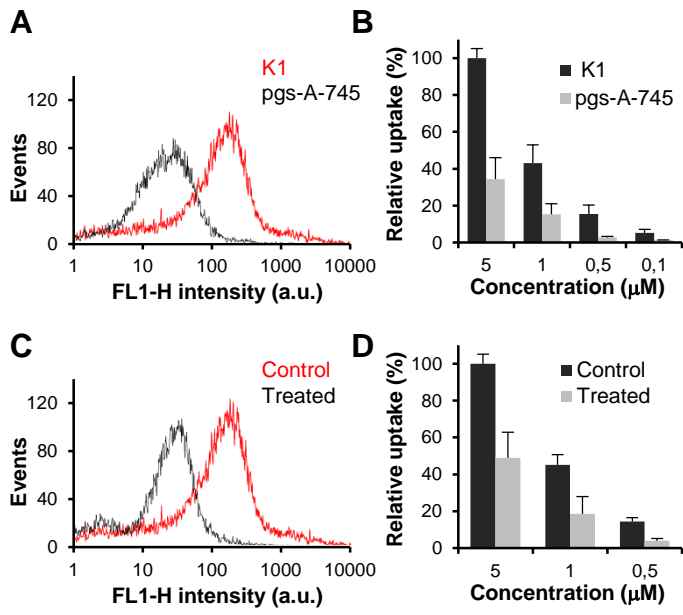 A
K1
pgs-A-745
Events
120
80
40
0
1
10
100
1000
10000
FL1-H intensity (a.u.)
B
K1
pgs-A-745
Relative uptake (%)
100
80
60
40
20
0
5
1
0,5
0,1
Concentration (μM)
C
Control
Treated
Events
120
80
40
0
1
10
100
1000
10000
FL1-H intensity (a.u.)
D
Control
Treated
Relative uptake (%)
100
80
60
40
20
0
5
1
0,5
Concentration (μM)